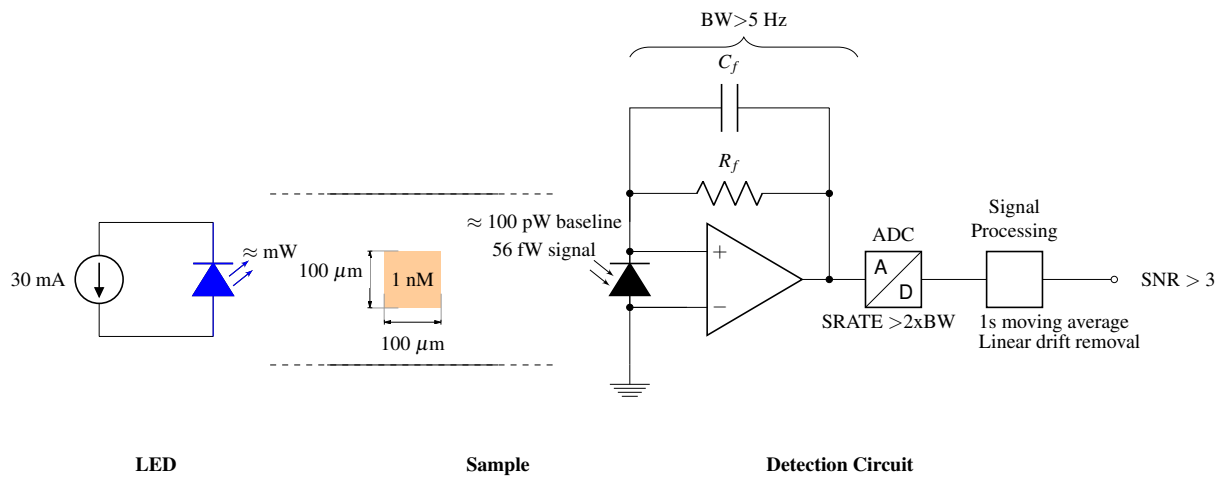 BW>5 Hz
C_f
R_f
≈ 100 pW baseline
56 fW signal
≈ mW
30 mA
100 μm
1 nM
100 μm
+
−
ADC
A
D
SRATE >2xBW
Signal
Processing
1s moving average
Linear drift removal
SNR > 3
LED
Sample
Detection Circuit